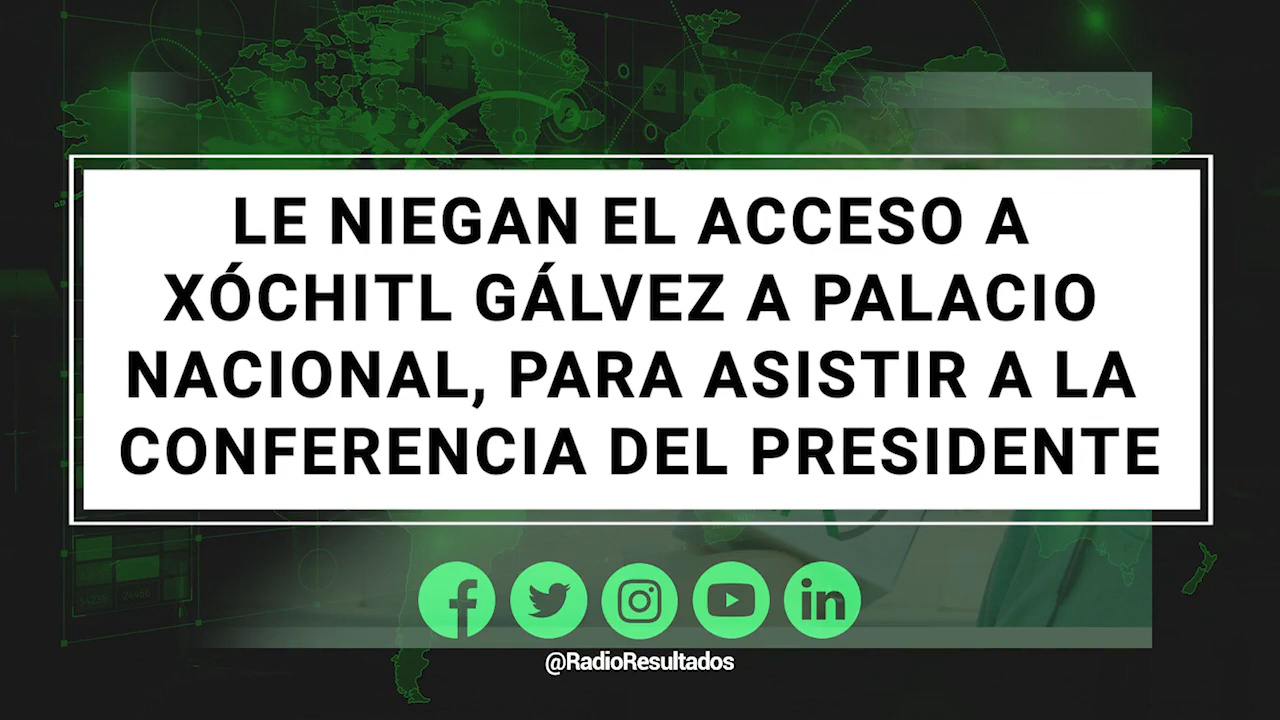 LE NIEGAN EL ACCESO A
XÓCHITL GÁLVEZ A PALACIO
NACIONAL, PARA ASISTIR A LA
CONFERENCIA DEL PRESIDENTE
@RadioResultados